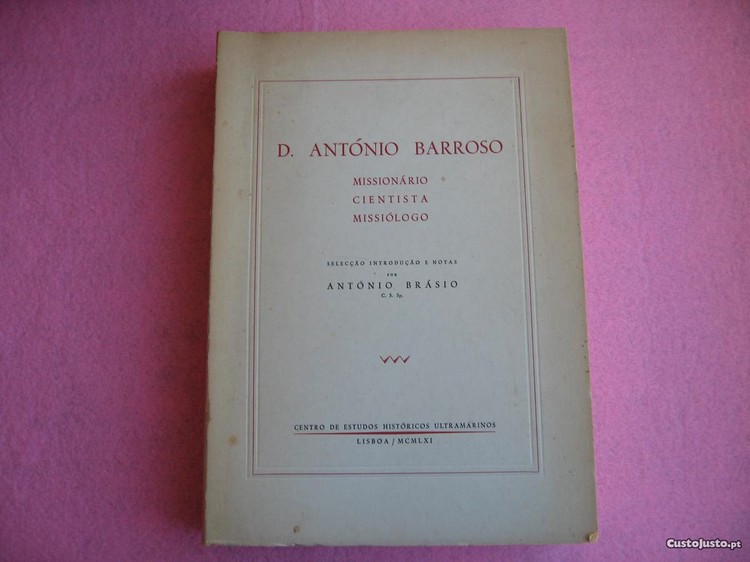 D. ANTÓNIO BARROSO
MISSIONÁRIO
CIENTISTA
MISSIÓLOGO
SELECÇÃO INTRODUÇÃO E NOTAS
POR
ANTÓNIO BRÁSIO
C. S. Sp.
CENTRO DE ESTUDOS HISTÓRICOS ULTRAMARINOS
LISBOA / MCMLXI
CustoJusto.pt